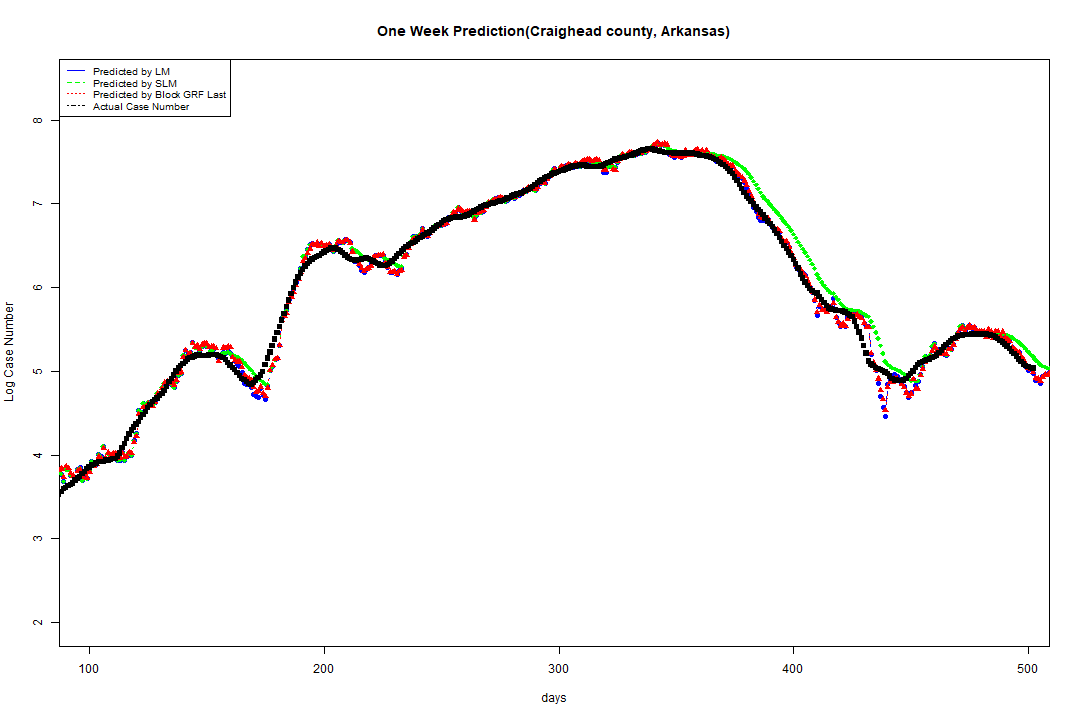 One Week Prediction(Craighead county, Arkansas)
Predicted by LM
Predicted by SLM
Predicted by Block GRF Last
Actual Case Number
8
7
6
5
4
3
2
Log Case Number
100 200 300 400 500
days